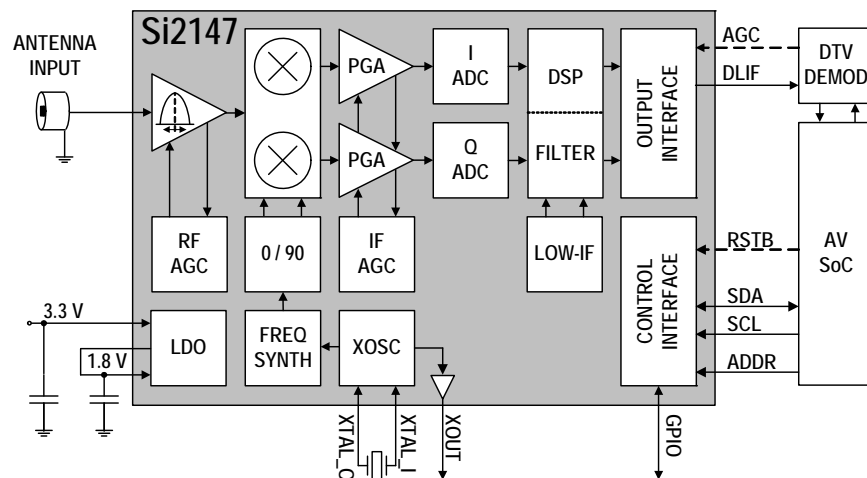 Si2147
ANTENNA
INPUT
PGA
PGA
I
ADC
Q
ADC
DSP
FILTER
OUTPUT
INTERFACE
AGC
DLIF
DTV
DEMOD
RF
AGC
0 / 90
IF
AGC
LOW-IF
CONTROL
INTERFACE
RSTB
SDA
SCL
ADDR
AV
SoC
3.3 V
1.8 V
LDO
FREQ
SYNTH
XOSC
XTAL_O
XTAL_I
XOUT
GPIO